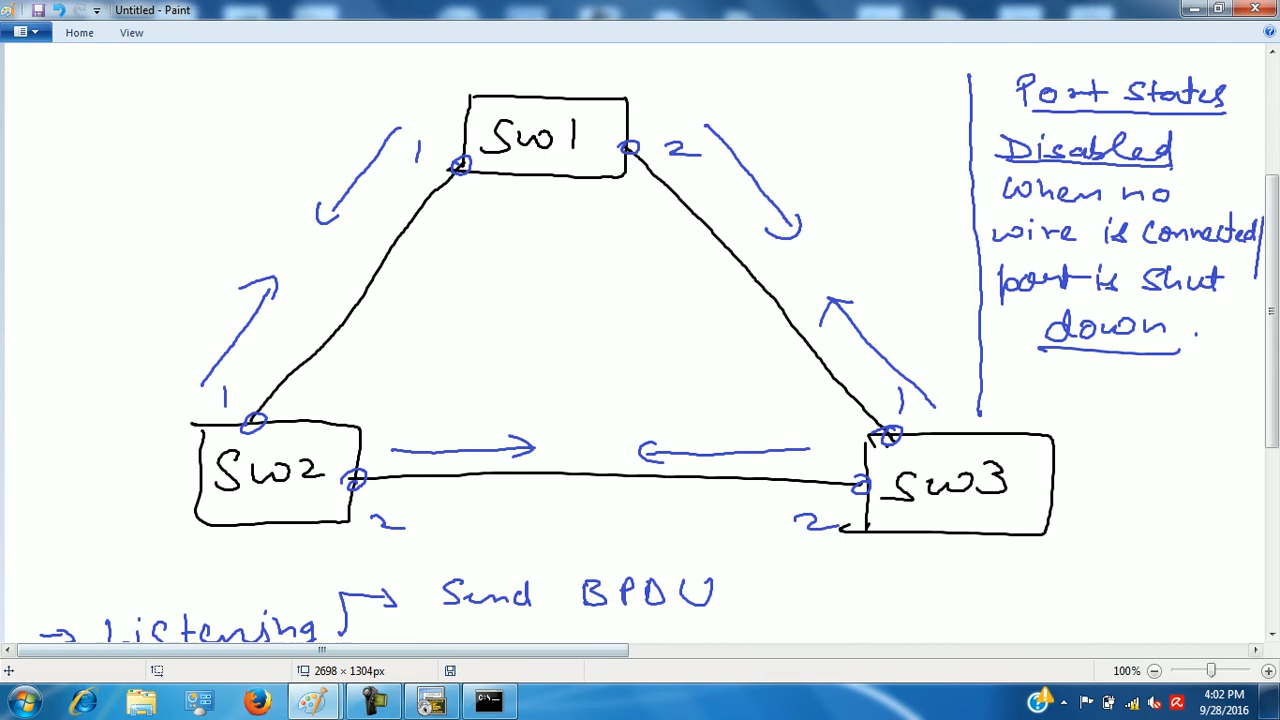 Untitled - Paint
Home View
Port States
Disabled
when no
wire is connected/
port is shut
down.
Sw1
1
2
1
Sw2
2
1
Sw3
2
Send BPDU
→ Listening
2698 × 1304px
100%
4:02 PM
9/28/2016